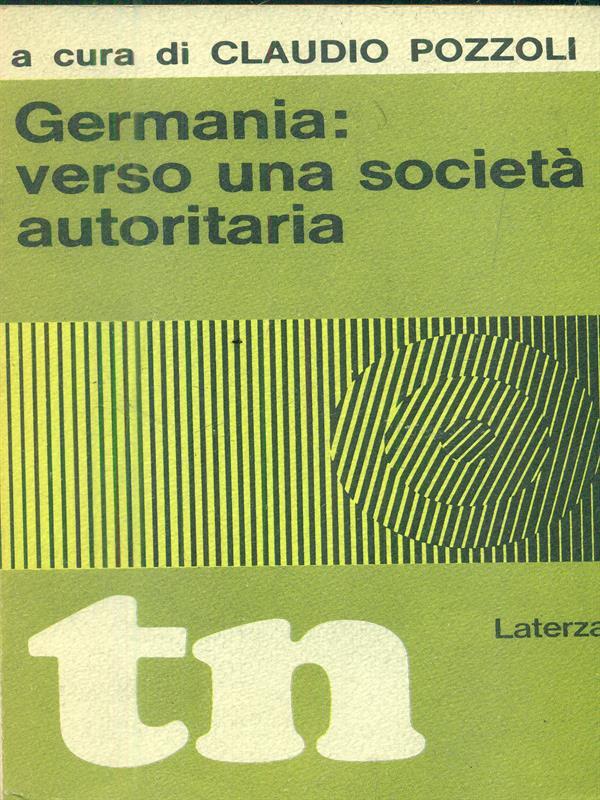 a cura di CLAUDIO POZZOLI
Germania:
verso una società
autoritaria
Laterza
tn